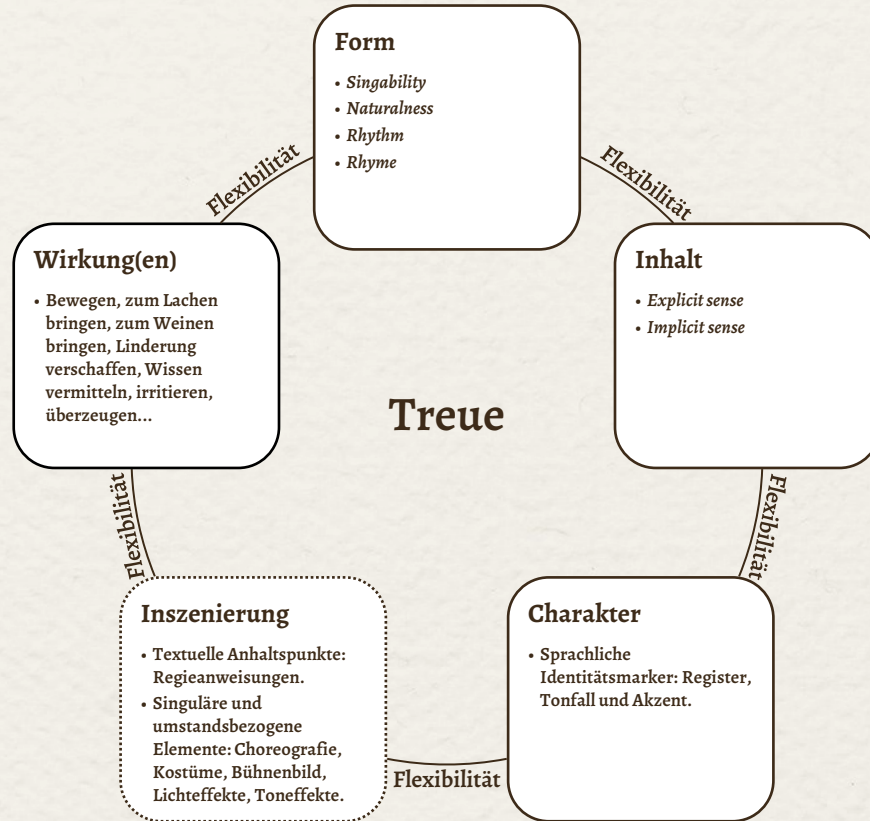 Form
• Singability
• Naturalness
• Rhythm
• Rhyme
Flexibilität
Flexibilität
Wirkung(en)
• Bewegen, zum Lachen
bringen, zum Weinen
bringen, Linderung
verschaffen, Wissen
vermitteln, irritieren,
überzeugen...
Inhalt
• Explicit sense
• Implicit sense
Treue
Flexibilität
Flexibilität
Inszenierung
• Textuelle Anhaltspunkte:
Regieanweisungen.
• Singuläre und
umstandsbezogene
Elemente: Choreografie,
Kostüme, Bühnenbild,
Lichteffekte, Toneffekte.
Charakter
• Sprachliche
Identitätsmarker: Register,
Tonfall und Akzent.
Flexibilität